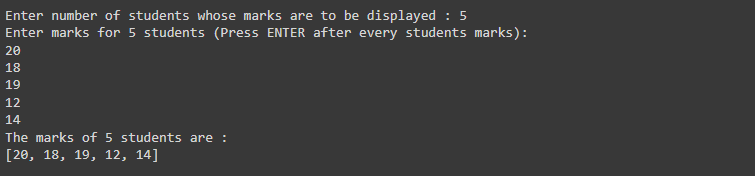 Enter number of students whose marks are to be displayed : 5
Enter marks for 5 students (Press ENTER after every students marks):
20
18
19
12
14
The marks of 5 students are :
[20, 18, 19, 12, 14]